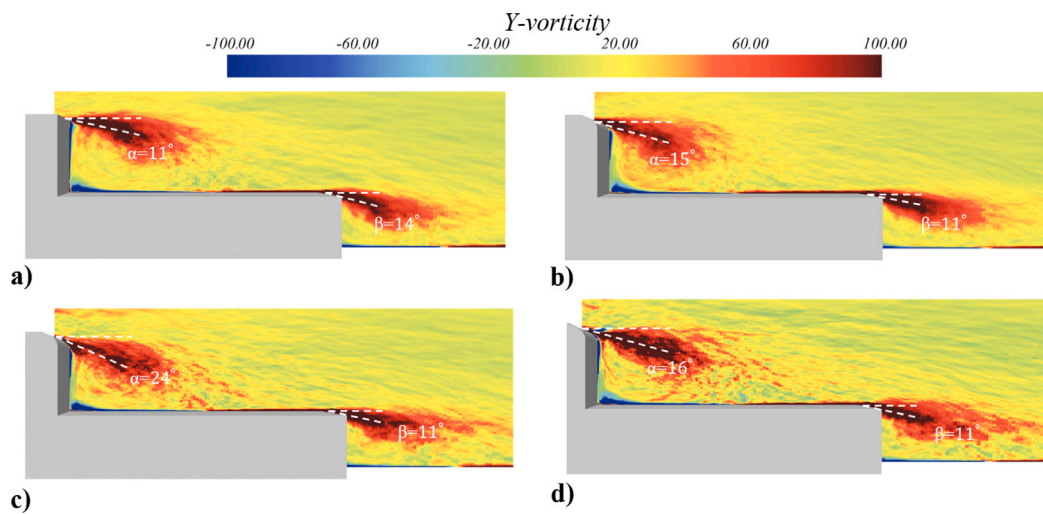 Y-vorticity
-100.00 -60.00 -20.00 20.00 60.00 100.00
α=11°
β=14°
a)
α=15°
β=11°
b)
α=24°
β=11°
c)
α=16°
β=11°
d)